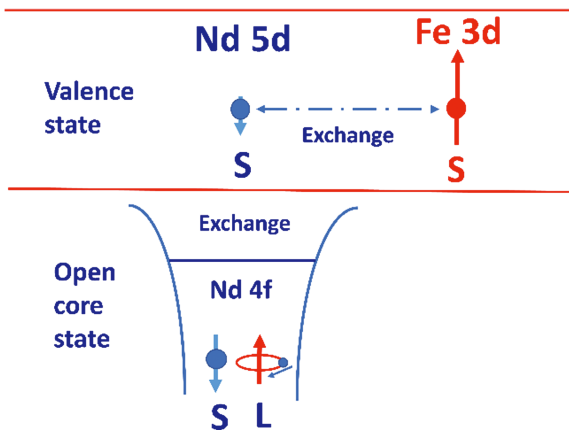 Nd 5d
Fe 3d
Valence
state
Exchange
S
S
Exchange
Open
core
state
Nd 4f
S
L